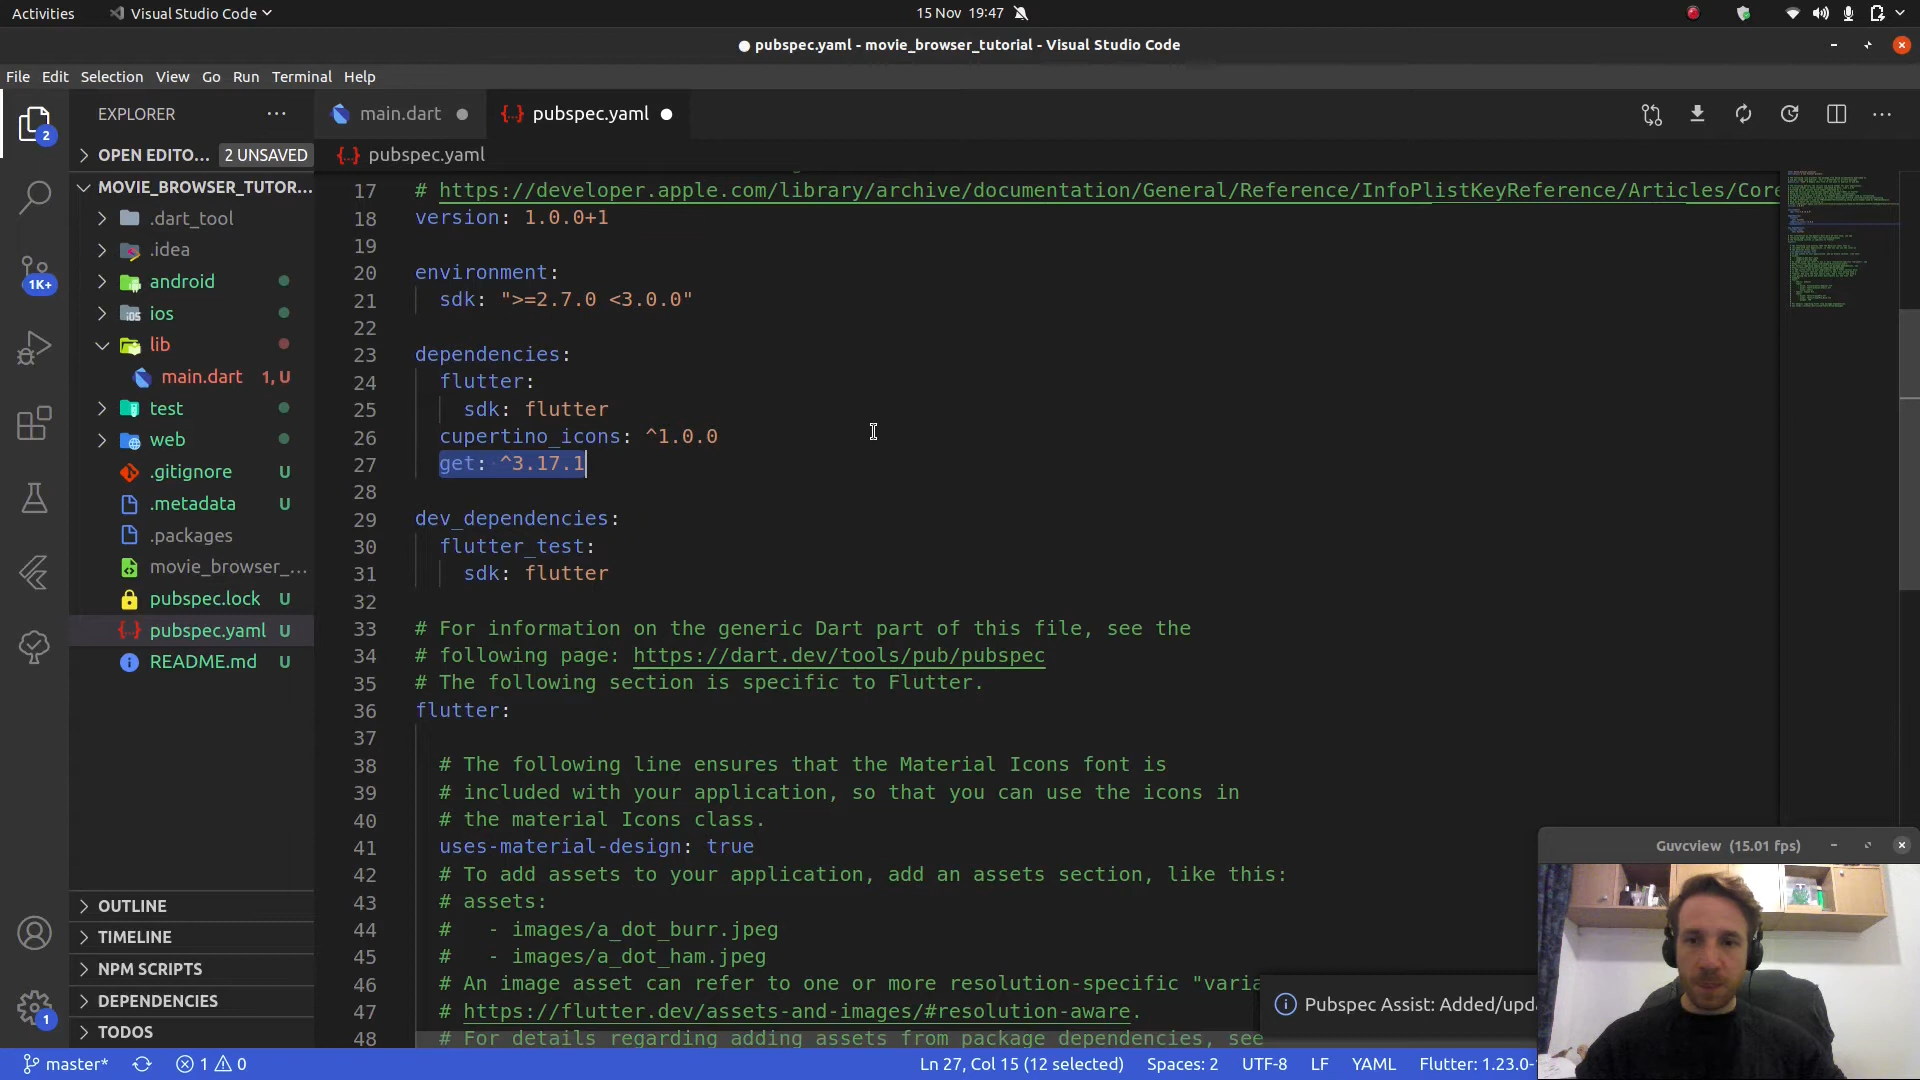 Activities
Visual Studio Code
15 Nov 19:47
● pubspec.yaml - movie_browser_tutorial - Visual Studio Code
File Edit Selection View Go Run Terminal Help
EXPLORER
main.dart
pubspec.yaml
OPEN EDITO... 2 UNSAVED
pubspec.yaml
MOVIE_BROWSER_TUTOR...
.dart_tool
.idea
android
ios
lib
main.dart 1, U
test
web
.gitignore U
.metadata U
.packages
movie_browser_...
pubspec.lock U
pubspec.yaml U
README.md U
OUTLINE
TIMELINE
NPM SCRIPTS
DEPENDENCIES
TODOS
2
1K+
1
17 # https://developer.apple.com/library/archive/documentation/General/Reference/InfoPlistKeyReference/Articles/Core
18 version: 1.0.0+1
19
20 environment:
21 sdk: ">=2.7.0 <3.0.0"
22
23 dependencies:
24 flutter:
25 sdk: flutter
26 cupertino_icons: ^1.0.0
27 get: ^3.17.1
28
29 dev_dependencies:
30 flutter_test:
31 sdk: flutter
32
33 # For information on the generic Dart part of this file, see the
34 # following page: https://dart.dev/tools/pub/pubspec
35 # The following section is specific to Flutter.
36 flutter:
37
38 # The following line ensures that the Material Icons font is
39 # included with your application, so that you can use the icons in
40 # the material Icons class.
41 uses-material-design: true
42 # To add assets to your application, add an assets section, like this:
43 # assets:
44 #   - images/a_dot_burr.jpeg
45 #   - images/a_dot_ham.jpeg
46 # An image asset can refer to one or more resolution-specific "varia
47 # https://flutter.dev/assets-and-images/#resolution-aware.
48 # For details regarding adding assets from package dependencies, see
Pubspec Assist: Added/upda
Guvcview (15.01 fps)
master* 1 0
Ln 27, Col 15 (12 selected) Spaces: 2 UTF-8 LF YAML Flutter: 1.23.0-